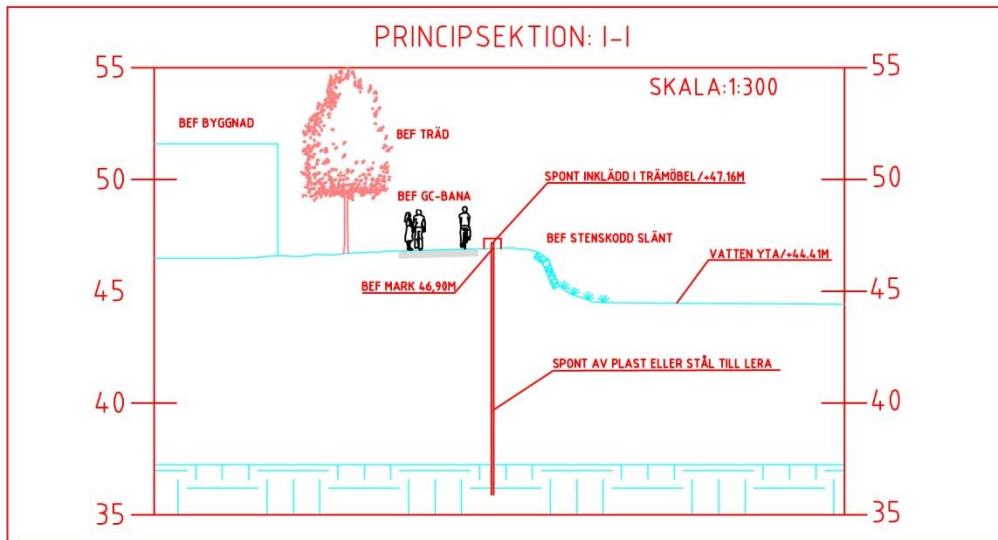 PRINCIPSEKTION: I-I
55
55
SKALA:1:300
BEF BYGGNAD
BEF TRÄD
50
50
SPONT INKLÄDD I TRÄMÖBEL/+47.16M
BEF GC-BANA
BEF STENSKODD SLÄNT
VATTEN YTA/+44.41M
BEF MARK 46,90M
45
45
SPONT AV PLAST ELLER STÅL TILL LERA
40
40
35
35